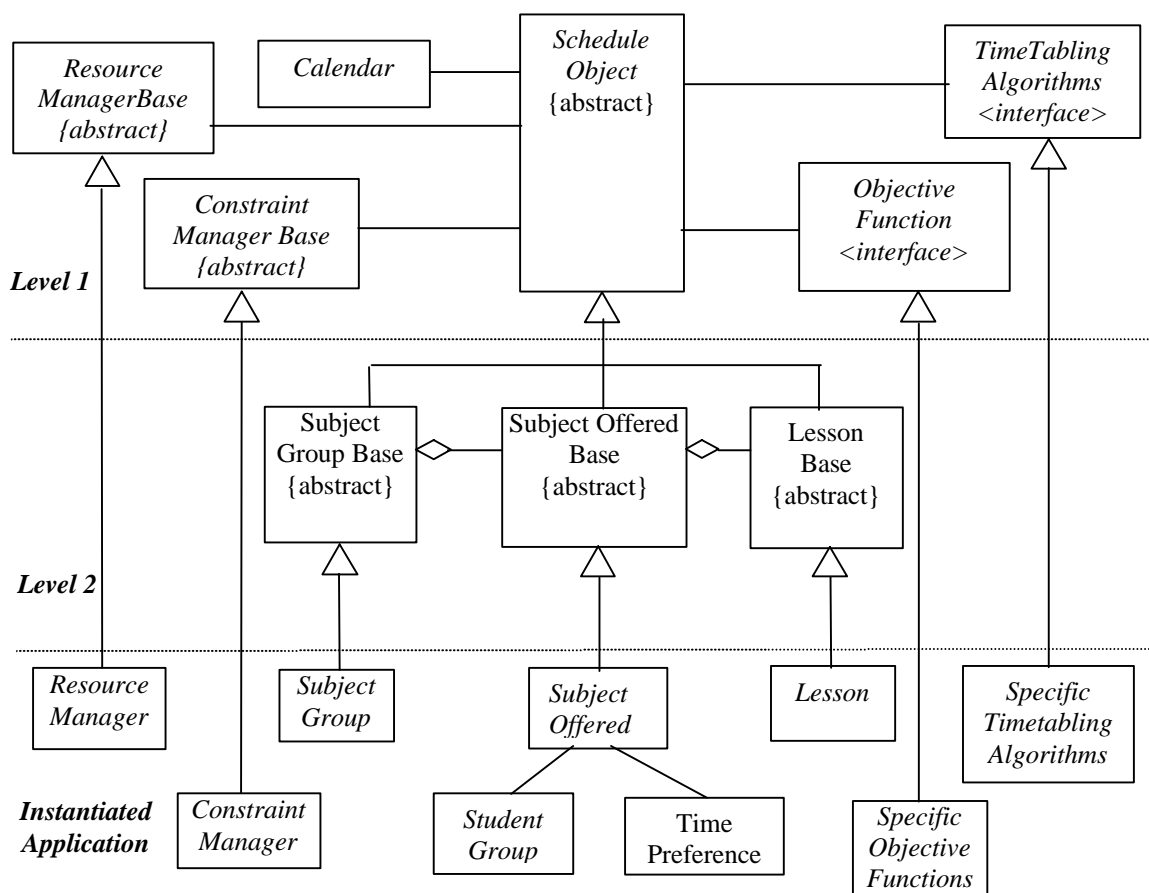 Resource
ManagerBase
{abstract}
Calendar
Schedule
Object
{abstract}
TimeTabling
Algorithms
<interface>
Constraint
Manager Base
{abstract}
Objective
Function
<interface>
Level 1
Subject
Group Base
{abstract}
Subject Offered
Base
{abstract}
Lesson
Base
{abstract}
Level 2
Resource
Manager
Subject
Group
Subject
Offered
Lesson
Specific
Timetabling
Algorithms
Instantiated
Application
Constraint
Manager
Student
Group
Time
Preference
Specific
Objective
Functions